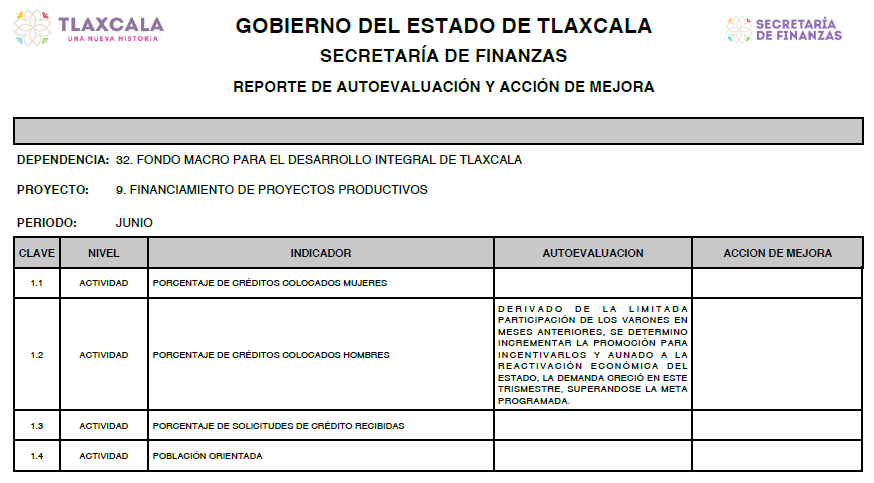 TLAXCALA
UNA NUEVA HISTORIA
GOBIERNO DEL ESTADO DE TLAXCALA
SECRETARÍA DE FINANZAS
REPORTE DE AUTOEVALUACIÓN Y ACCIÓN DE MEJORA
SECRETARÍA
DE FINANZAS
DEPENDENCIA: 32. FONDO MACRO PARA EL DESARROLLO INTEGRAL DE TLAXCALA
PROYECTO: 9. FINANCIAMIENTO DE PROYECTOS PRODUCTIVOS
PERIODO: JUNIO
CLAVE NIVEL INDICADOR AUTOEVALUACION ACCION DE MEJORA
1.1 ACTIVIDAD PORCENTAJE DE CRÉDITOS COLOCADOS MUJERES
1.2 ACTIVIDAD PORCENTAJE DE CRÉDITOS COLOCADOS HOMBRES
DERIVADO DE LA LIMITADA
PARTICIPACIÓN DE LOS VARONES EN
MESES ANTERIORES, SE DETERMINO
INCREMENTAR LA PROMOCIÓN PARA
INCENTIVARLOS Y AUNADO A LA
REACTIVACIÓN ECONÓMICA DEL
ESTADO, LA DEMANDA CRECIÓ EN ESTE
TRISMESTRE, SUPERANDOSE LA META
PROGRAMADA.
1.3 ACTIVIDAD PORCENTAJE DE SOLICITUDES DE CRÉDITO RECIBIDAS
1.4 ACTIVIDAD POBLACIÓN ORIENTADA